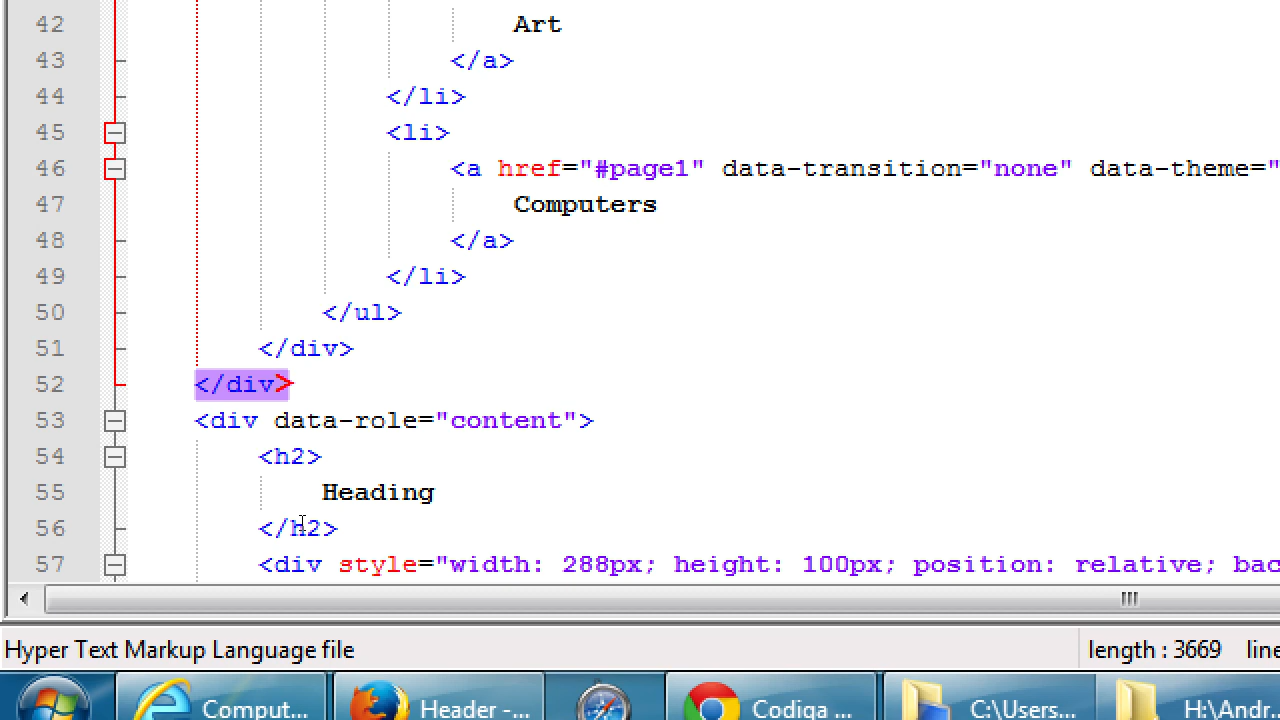 42 Art
43 </a>
44 </li>
45 <li>
46 <a href="#page1" data-transition="none" data-theme="
47 Computers
48 </a>
49 </li>
50 </ul>
51 </div>
52 </div>
53 <div data-role="content">
54 <h2>
55 Heading
56 </h2>
57 <div style="width: 288px; height: 100px; position: relative; bac
Hyper Text Markup Language file length : 3669 line
Comput... Header -... Codiqa ... C:\Users... H:\Andr.